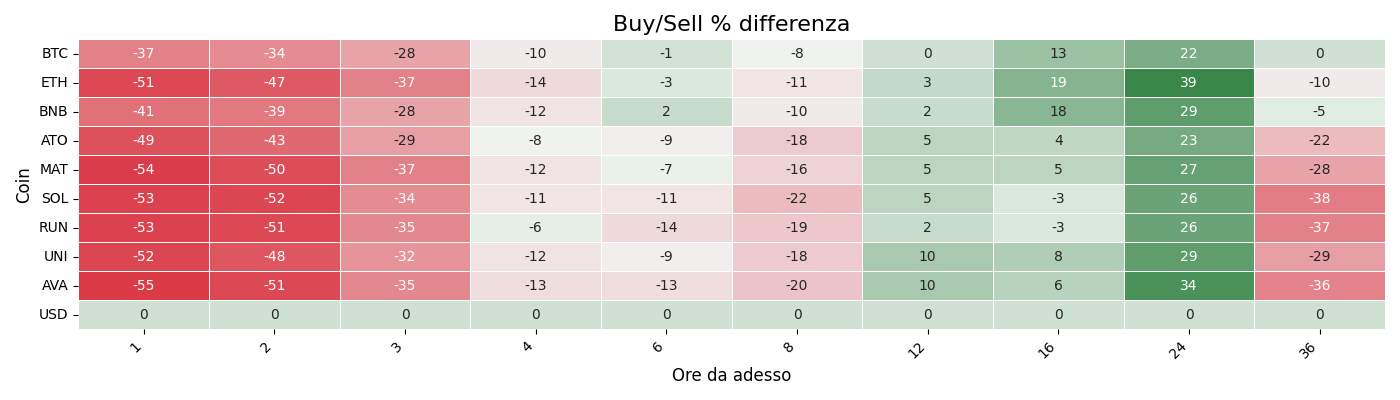 Buy/Sell % differenza
Coin
BTC -37 -34 -28 -10 -1 -8 0 13 22 0
ETH -51 -47 -37 -14 -3 -11 3 19 39 -10
BNB -41 -39 -28 -12 2 -10 2 18 29 -5
ATO -49 -43 -29 -8 -9 -18 5 4 23 -22
MAT -54 -50 -37 -12 -7 -16 5 5 27 -28
SOL -53 -52 -34 -11 -11 -22 5 -3 26 -38
RUN -53 -51 -35 -6 -14 -19 2 -3 26 -37
UNI -52 -48 -32 -12 -9 -18 10 8 29 -29
AVA -55 -51 -35 -13 -13 -20 10 6 34 -36
USD 0 0 0 0 0 0 0 0 0 0
1 2 3 4 6 8 12 16 24 36
Ore da adesso